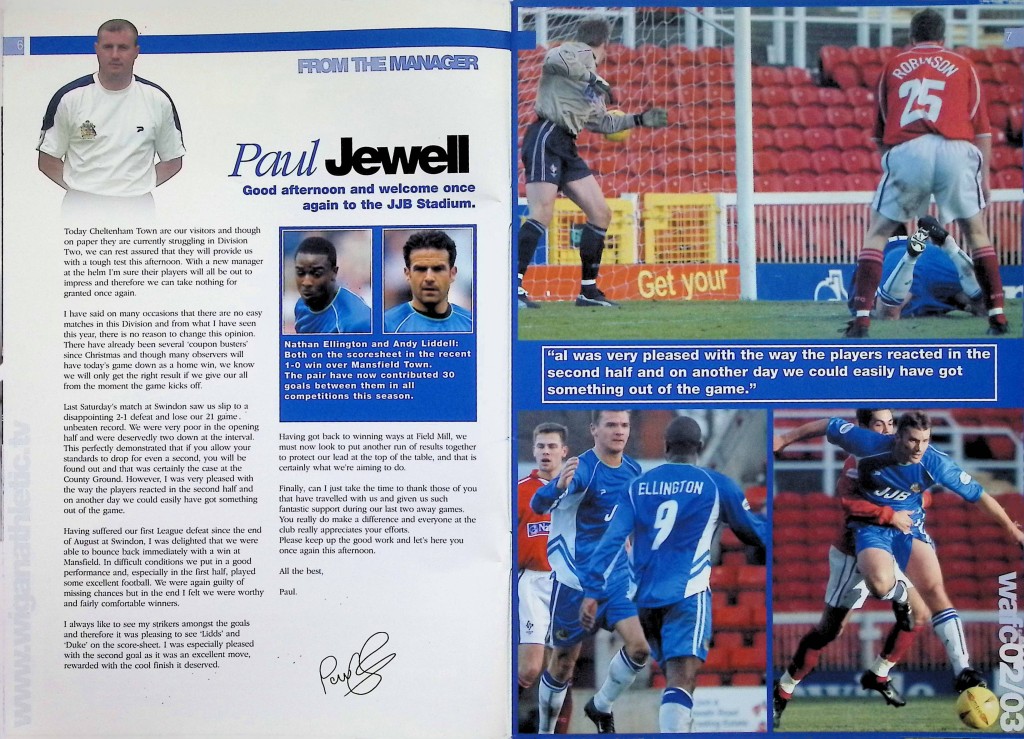 6
FROM THE MANAGER
Paul Jewell
Good afternoon and welcome once
again to the JJB Stadium.
Today Cheltenham Town are our visitors and though
on paper they are currently struggling in Division
Two, we can rest assured that they will provide us
with a tough test this afternoon. With a new manager
at the helm I'm sure their players will all be out to
impress and therefore we can take nothing for
granted once again.
I have said on many occasions that there are no easy
matches in this Division and from what I have seen
this year, there is no reason to change this opinion.
There have already been several 'coupon busters'
since Christmas and though many observers will
have today's game down as a home win, we know
we will only get the right result if we give our all
from the moment the game kicks off.
Last Saturday's match at Swindon saw us slip to a
disappointing 2-1 defeat and lose our 21 game
unbeaten record. We were very poor in the opening
half and were deservedly two down at the interval.
This perfectly demonstrated that if you allow your
standards to drop for even a second, you will be
found out and that was certainly the case at the
County Ground. However, I was very pleased with
the way the players reacted in the second half and
on another day we could easily have got something
out of the game.
Having suffered our first League defeat since the end
of August at Swindon, I was delighted that we were
able to bounce back immediately with a win at
Mansfield. In difficult conditions we put in a good
performance and, especially in the first half, played
some excellent football. We were again guilty of
missing chances but in the end I felt we were worthy
and fairly comfortable winners.
I always like to see my strikers amongst the goals
and therefore it was pleasing to see 'Lidds' and
'Duke' on the score-sheet. I was especially pleased
with the second goal as it was an excellent move,
rewarded with the cool finish it deserved.
Nathan Ellington and Andy Liddell:
Both on the scoresheet in the recent
1-0 win over Mansfield Town.
The pair have now contributed 30
goals between them in all
competitions this season.
Having got back to winning ways at Field Mill, we
must now look to put another run of results together
to protect our lead at the top of the table, and that is
certainly what we're aiming to do.
Finally, can I just take the time to thank those of you
that have travelled with us and given us such
fantastic support during our last two away games.
You really do make a difference and everyone at the
club really appreciates your efforts.
Please keep up the good work and let's here you
once again this afternoon.
All the best,
Paul.
www.wiganathletic.tv
7
ROBINSON
25
Get your
"al was very pleased with the way the players reacted in the
second half and on another day we could easily have got
something out of the game."
ELLINGTON
9
J
JJB
wafc02/03